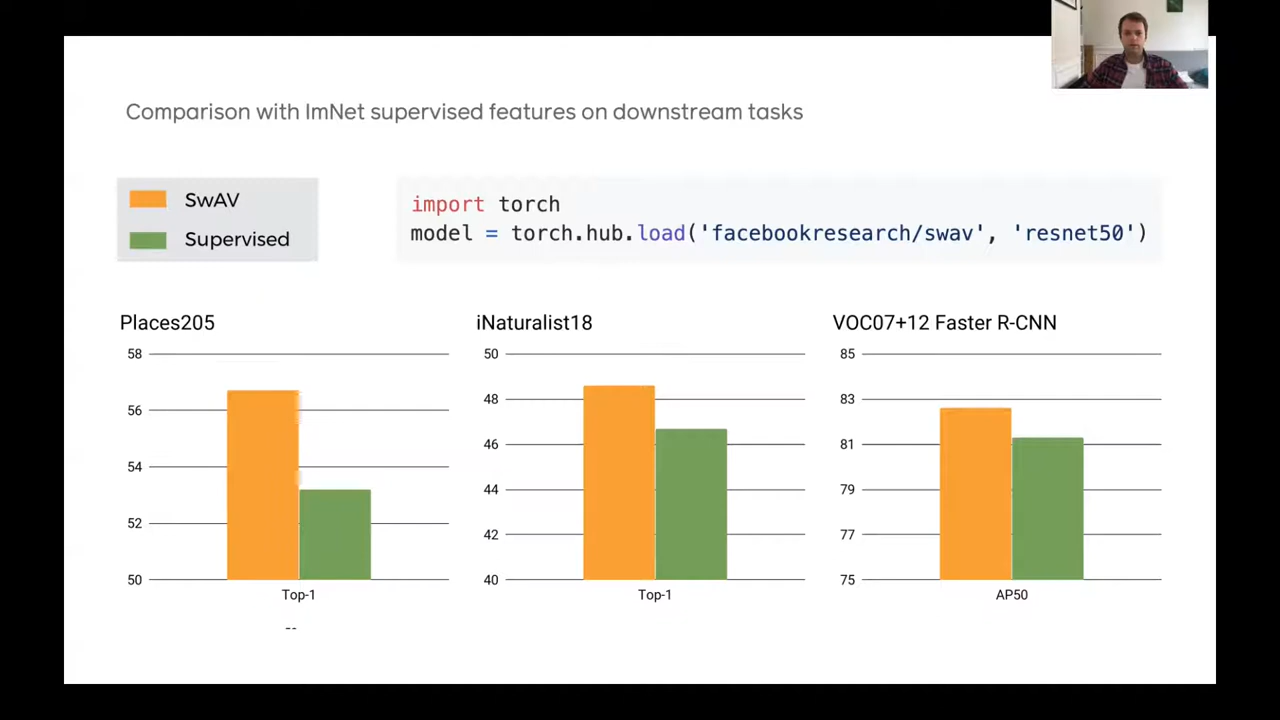 Comparison with ImNet supervised features on downstream tasks
SwAV
Supervised
import torch
model = torch.hub.load('facebookresearch/swav', 'resnet50')
Places205
58
56
54
52
50
Top-1
--
iNaturalist18
50
48
46
44
42
40
Top-1
VOC07+12 Faster R-CNN
85
83
81
79
77
75
AP50